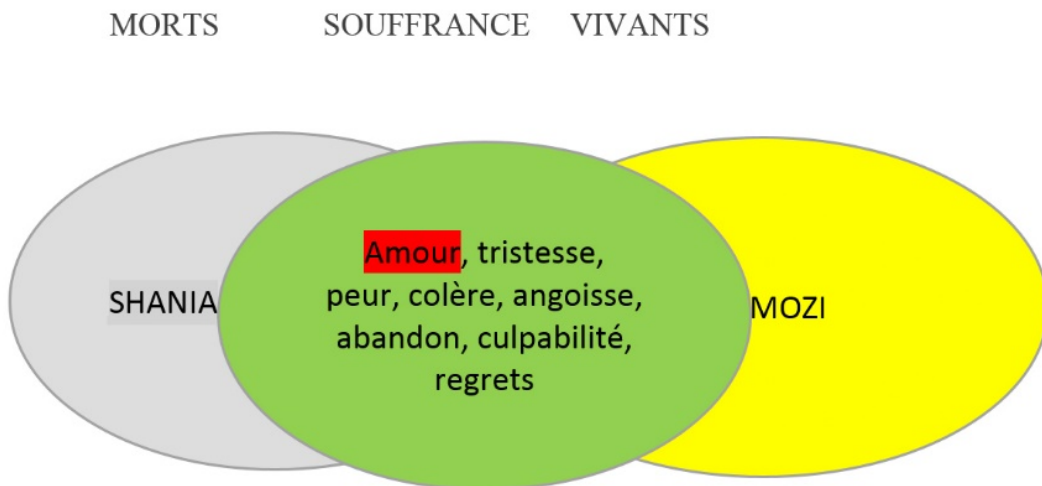 MORTS SOUFFRANCE VIVANTS
SHANIA
Amour, tristesse,
peur, colère, angoisse,
abandon, culpabilité,
regrets
MOZI